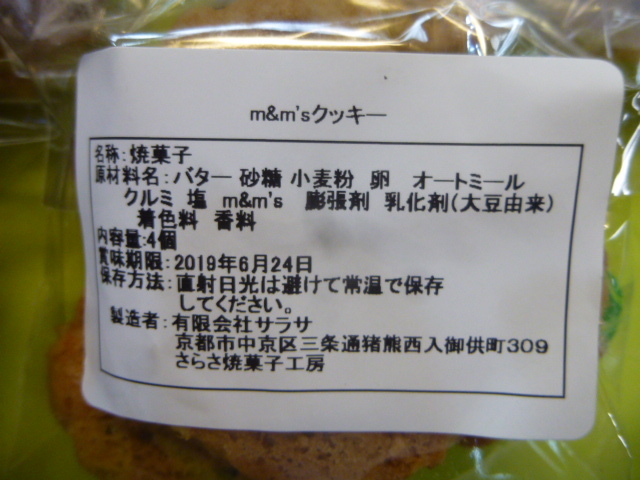 m&m'sクッキー
名称：焼菓子
原材料名：バター 砂糖 小麦粉 卵 オートミール
クルミ 塩 m&m's 膨張剤 乳化剤(大豆由来)
着色料 香料
内容量：4個
賞味期限：2019年6月24日
保存方法：直射日光は避けて常温で保存
してください。
製造者：有限会社サラサ
京都市中京区三条通猪熊西入御供町309
さらさ焼菓子工房